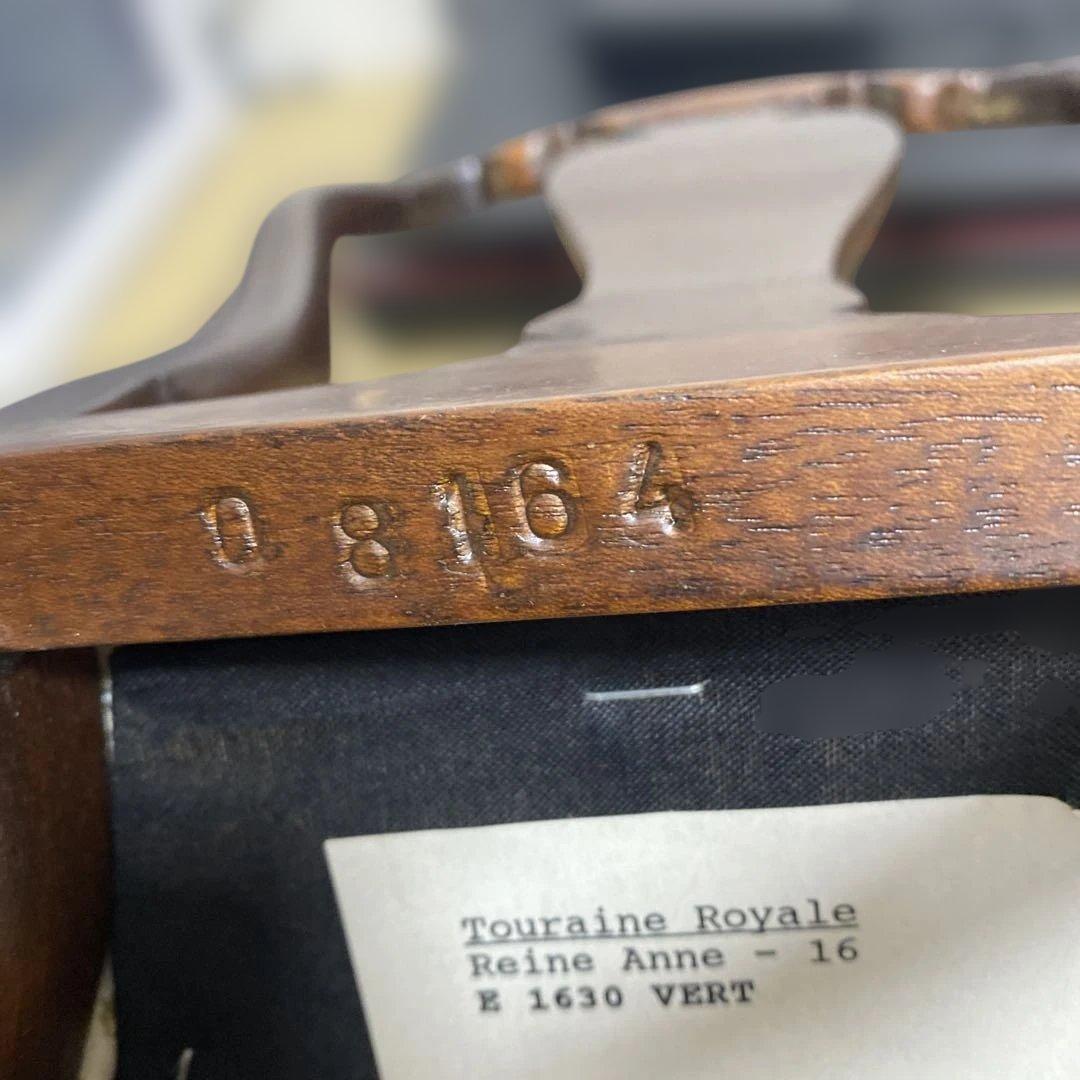 0 8164
Touraine Royale
Reine Anne - 16
E 1630 VERT